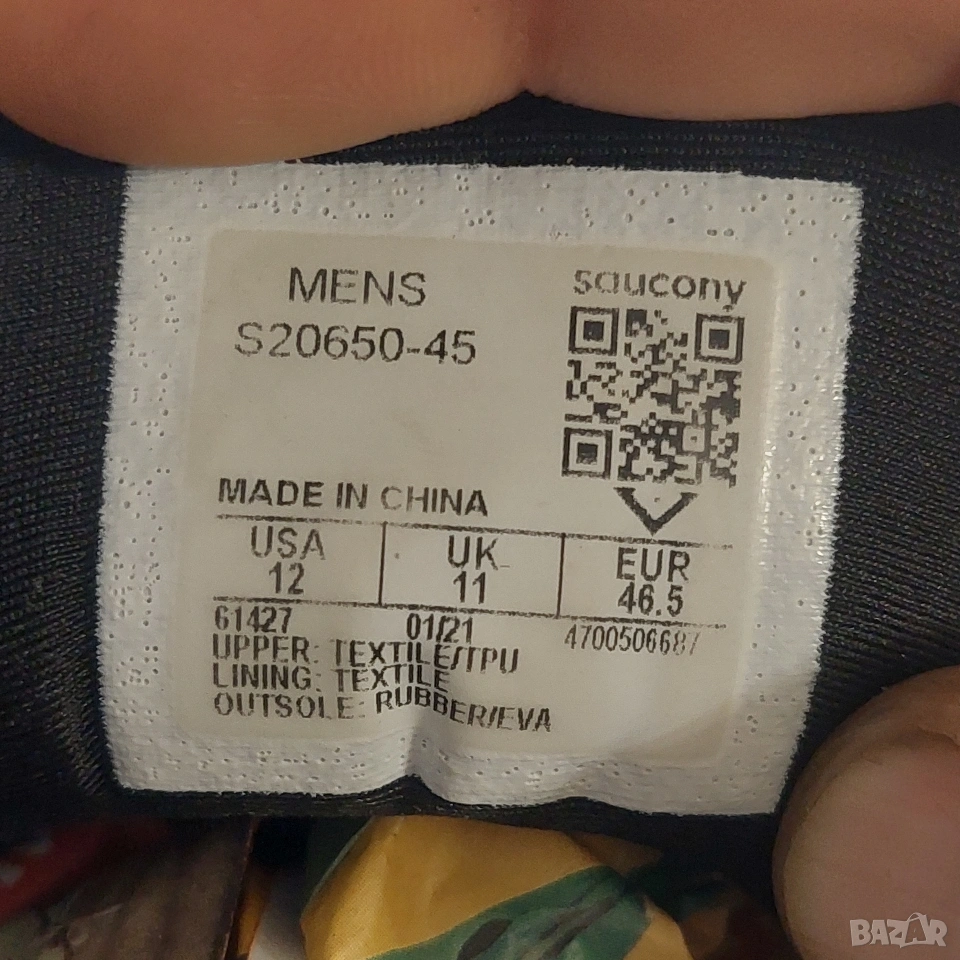 MENS
saucony
S20650-45
MADE IN CHINA
USA UK EUR
12 11 46.5
61427 01/21 4700506687
UPPER: TEXTILE/TPU
LINING: TEXTILE
OUTSOLE: RUBBER/EVA
BAZAR